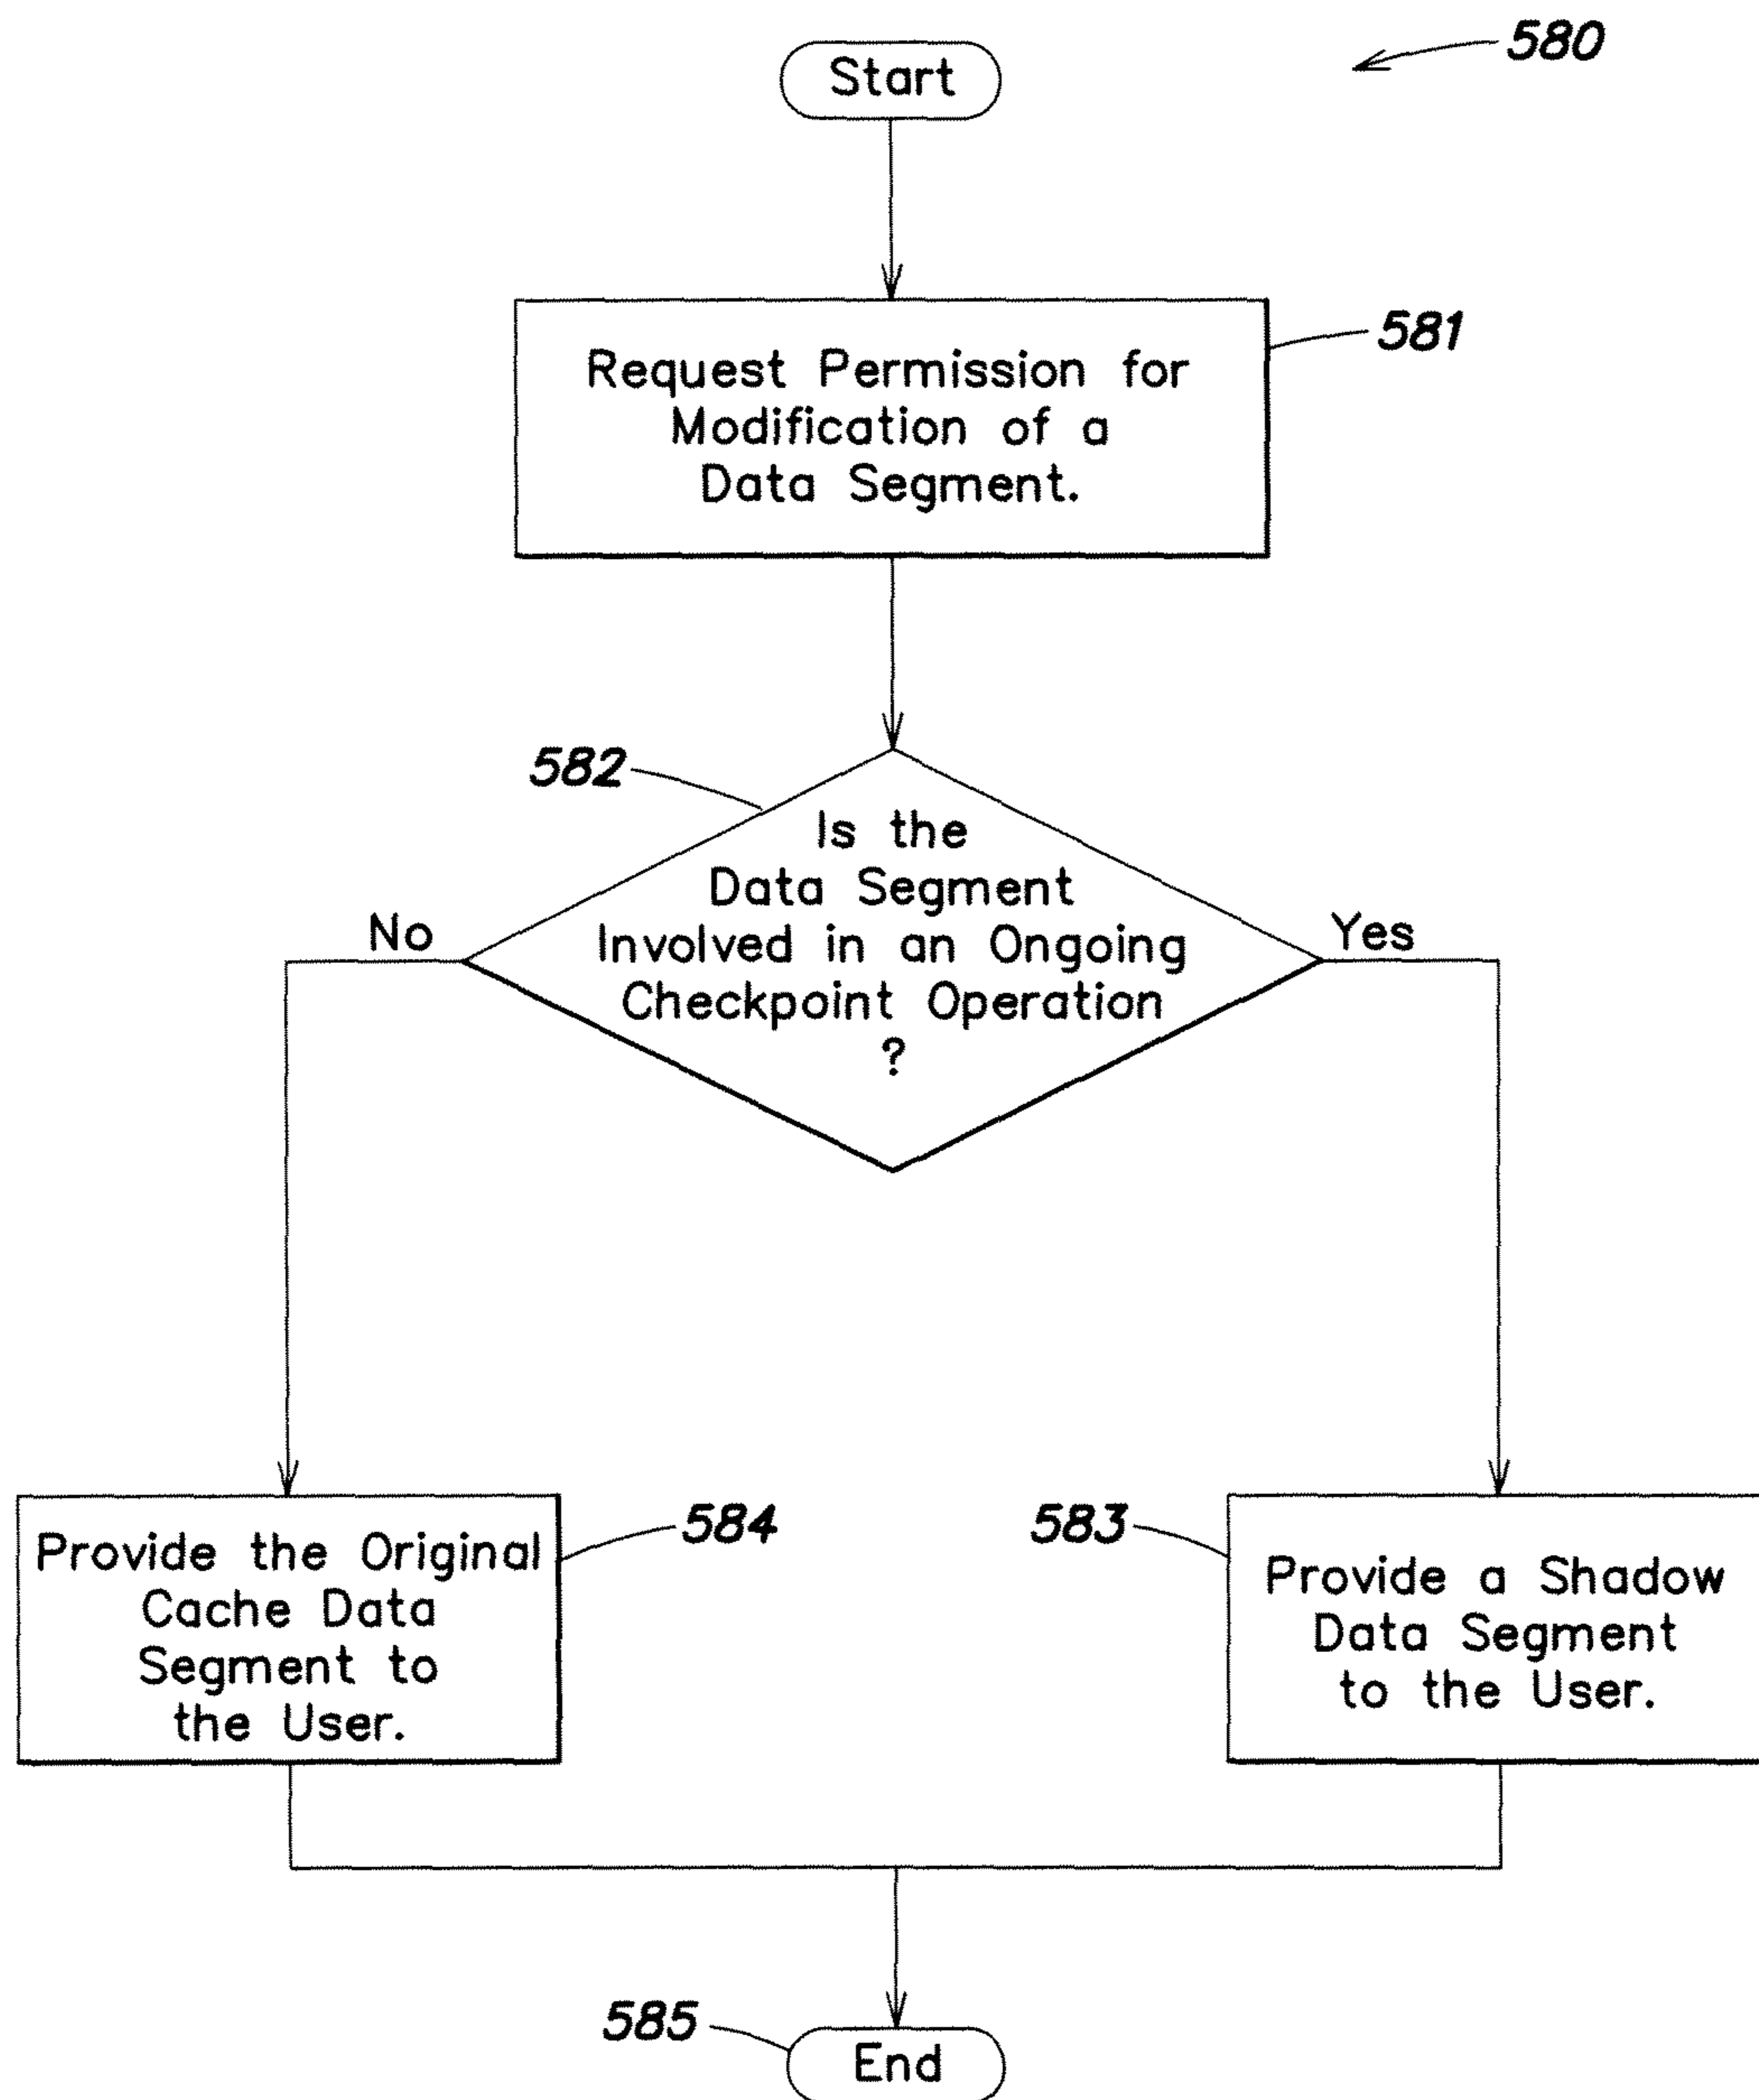 580
Start
581
Request Permission for
Modification of a
Data Segment.
582
Is the
Data Segment
Involved in an Ongoing
Checkpoint Operation
?
No
Yes
584
Provide the Original
Cache Data
Segment to
the User.
583
Provide a Shadow
Data Segment
to the User.
585
End